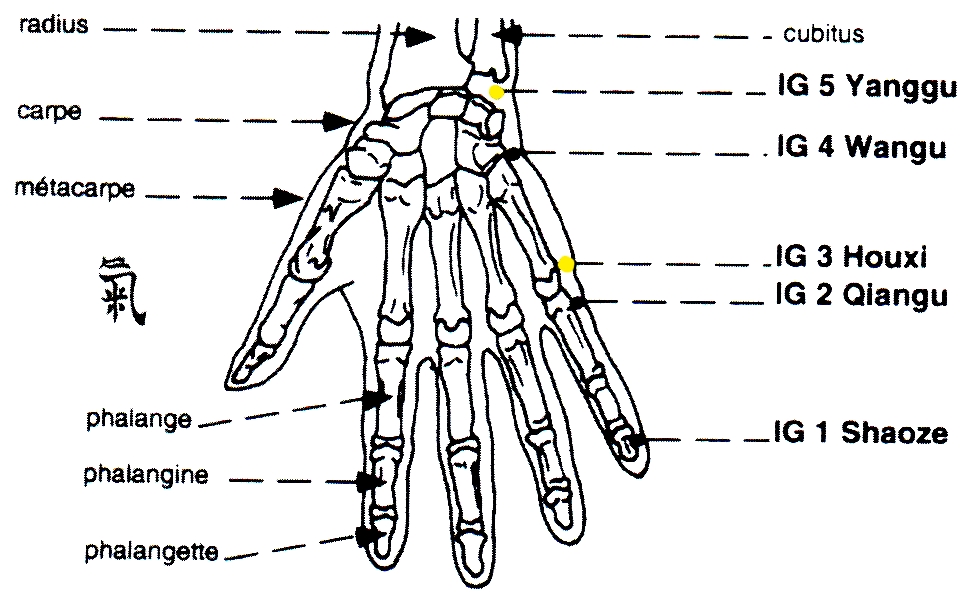 radius
cubitus
IG 5 Yanggu
carpe
IG 4 Wangu
métacarpe
IG 3 Houxi
氣
IG 2 Qiangu
phalange
IG 1 Shaoze
phalangine
phalangette